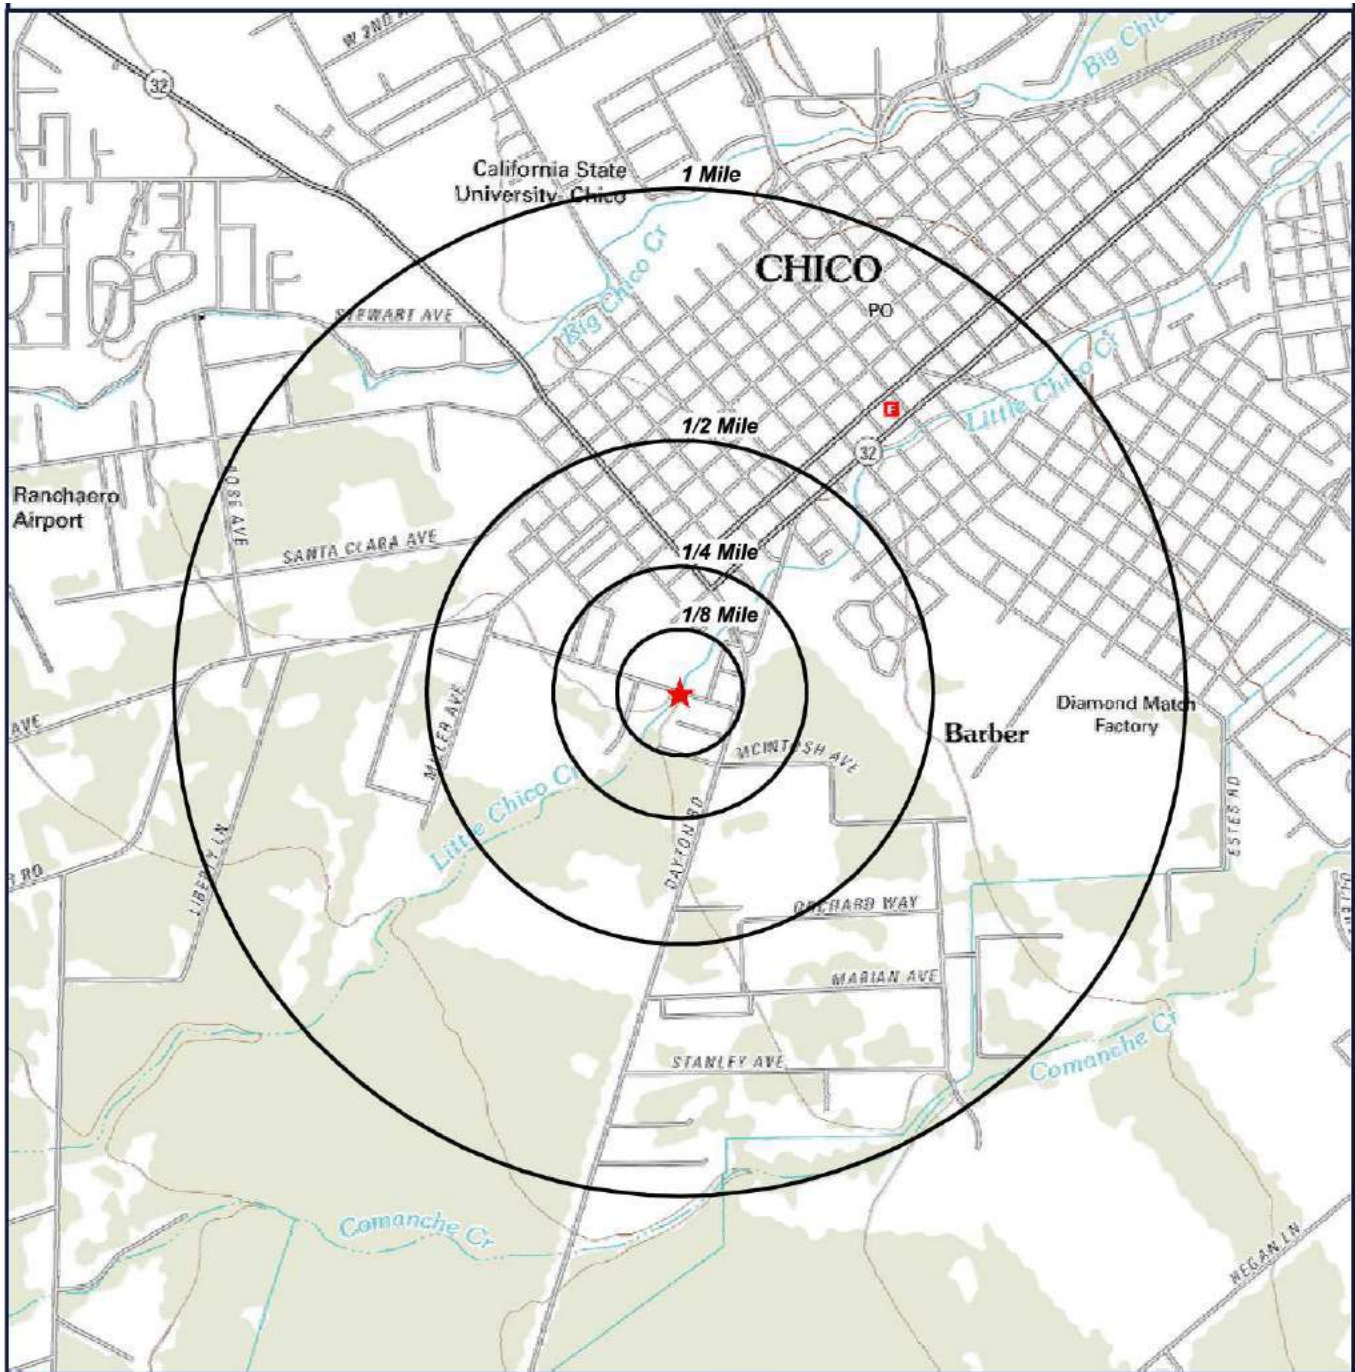 W 2ND A
Big Chico
32
California State
University- Chico
1 Mile
CHICO
PO
STEWART AVE
Big Chico Cr
Little Chico Cr
F
1/2 Mile
32
Ranchaero
Airport
ROSE AVE
SANTA CLARA AVE
1/4 Mile
1/8 Mile
AVE
MILLER AVE
MCINTOSH AVE
Barber
Diamond Match
Factory
Little Chico Cr
DAYTON RD
ESTES RD
RD
LIBERTY LN
ORCHARD WAY
MARIAN AVE
STANLEY AVE
Comanche Cr
Comanche Cr
HEGAN LN